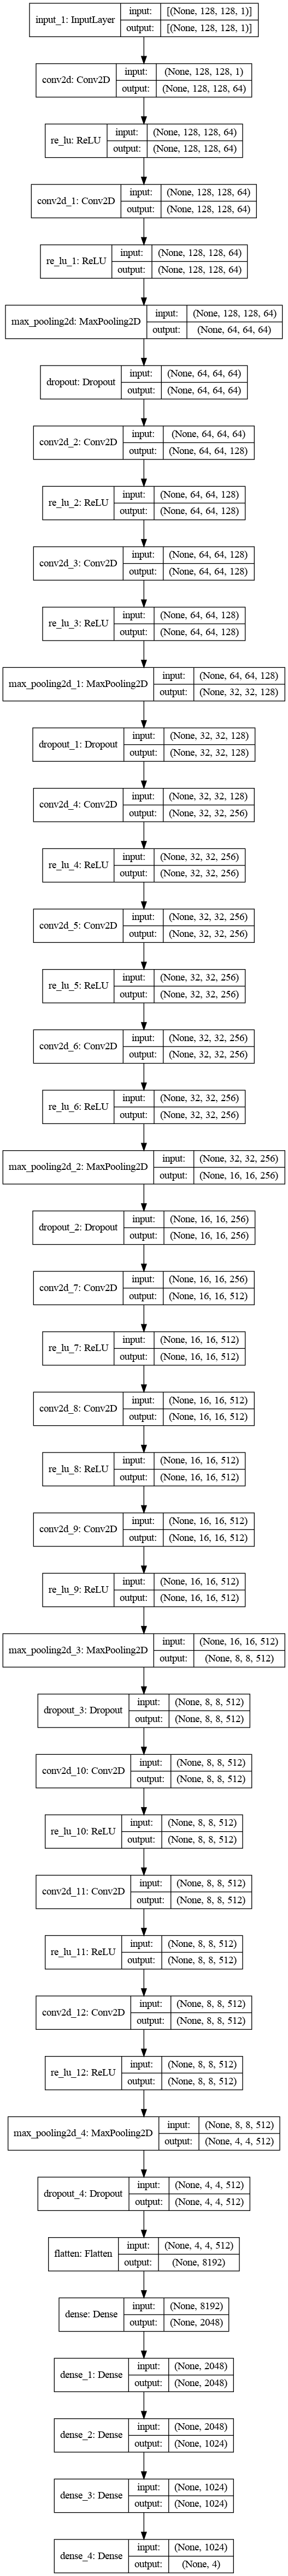 input_1: InputLayer
input: [(None, 128, 128, 1)]
output: [(None, 128, 128, 1)]
conv2d: Conv2D
input: (None, 128, 128, 1)
output: (None, 128, 128, 64)
re_lu: ReLU
input: (None, 128, 128, 64)
output: (None, 128, 128, 64)
conv2d_1: Conv2D
input: (None, 128, 128, 64)
output: (None, 128, 128, 64)
re_lu_1: ReLU
input: (None, 128, 128, 64)
output: (None, 128, 128, 64)
max_pooling2d: MaxPooling2D
input: (None, 128, 128, 64)
output: (None, 64, 64, 64)
dropout: Dropout
input: (None, 64, 64, 64)
output: (None, 64, 64, 64)
conv2d_2: Conv2D
input: (None, 64, 64, 64)
output: (None, 64, 64, 128)
re_lu_2: ReLU
input: (None, 64, 64, 128)
output: (None, 64, 64, 128)
conv2d_3: Conv2D
input: (None, 64, 64, 128)
output: (None, 64, 64, 128)
re_lu_3: ReLU
input: (None, 64, 64, 128)
output: (None, 64, 64, 128)
max_pooling2d_1: MaxPooling2D
input: (None, 64, 64, 128)
output: (None, 32, 32, 128)
dropout_1: Dropout
input: (None, 32, 32, 128)
output: (None, 32, 32, 128)
conv2d_4: Conv2D
input: (None, 32, 32, 128)
output: (None, 32, 32, 256)
re_lu_4: ReLU
input: (None, 32, 32, 256)
output: (None, 32, 32, 256)
conv2d_5: Conv2D
input: (None, 32, 32, 256)
output: (None, 32, 32, 256)
re_lu_5: ReLU
input: (None, 32, 32, 256)
output: (None, 32, 32, 256)
conv2d_6: Conv2D
input: (None, 32, 32, 256)
output: (None, 32, 32, 256)
re_lu_6: ReLU
input: (None, 32, 32, 256)
output: (None, 32, 32, 256)
max_pooling2d_2: MaxPooling2D
input: (None, 32, 32, 256)
output: (None, 16, 16, 256)
dropout_2: Dropout
input: (None, 16, 16, 256)
output: (None, 16, 16, 256)
conv2d_7: Conv2D
input: (None, 16, 16, 256)
output: (None, 16, 16, 512)
re_lu_7: ReLU
input: (None, 16, 16, 512)
output: (None, 16, 16, 512)
conv2d_8: Conv2D
input: (None, 16, 16, 512)
output: (None, 16, 16, 512)
re_lu_8: ReLU
input: (None, 16, 16, 512)
output: (None, 16, 16, 512)
conv2d_9: Conv2D
input: (None, 16, 16, 512)
output: (None, 16, 16, 512)
re_lu_9: ReLU
input: (None, 16, 16, 512)
output: (None, 16, 16, 512)
max_pooling2d_3: MaxPooling2D
input: (None, 16, 16, 512)
output: (None, 8, 8, 512)
dropout_3: Dropout
input: (None, 8, 8, 512)
output: (None, 8, 8, 512)
conv2d_10: Conv2D
input: (None, 8, 8, 512)
output: (None, 8, 8, 512)
re_lu_10: ReLU
input: (None, 8, 8, 512)
output: (None, 8, 8, 512)
conv2d_11: Conv2D
input: (None, 8, 8, 512)
output: (None, 8, 8, 512)
re_lu_11: ReLU
input: (None, 8, 8, 512)
output: (None, 8, 8, 512)
conv2d_12: Conv2D
input: (None, 8, 8, 512)
output: (None, 8, 8, 512)
re_lu_12: ReLU
input: (None, 8, 8, 512)
output: (None, 8, 8, 512)
max_pooling2d_4: MaxPooling2D
input: (None, 8, 8, 512)
output: (None, 4, 4, 512)
dropout_4: Dropout
input: (None, 4, 4, 512)
output: (None, 4, 4, 512)
flatten: Flatten
input: (None, 4, 4, 512)
output: (None, 8192)
dense: Dense
input: (None, 8192)
output: (None, 2048)
dense_1: Dense
input: (None, 2048)
output: (None, 2048)
dense_2: Dense
input: (None, 2048)
output: (None, 1024)
dense_3: Dense
input: (None, 1024)
output: (None, 1024)
dense_4: Dense
input: (None, 1024)
output: (None, 4)